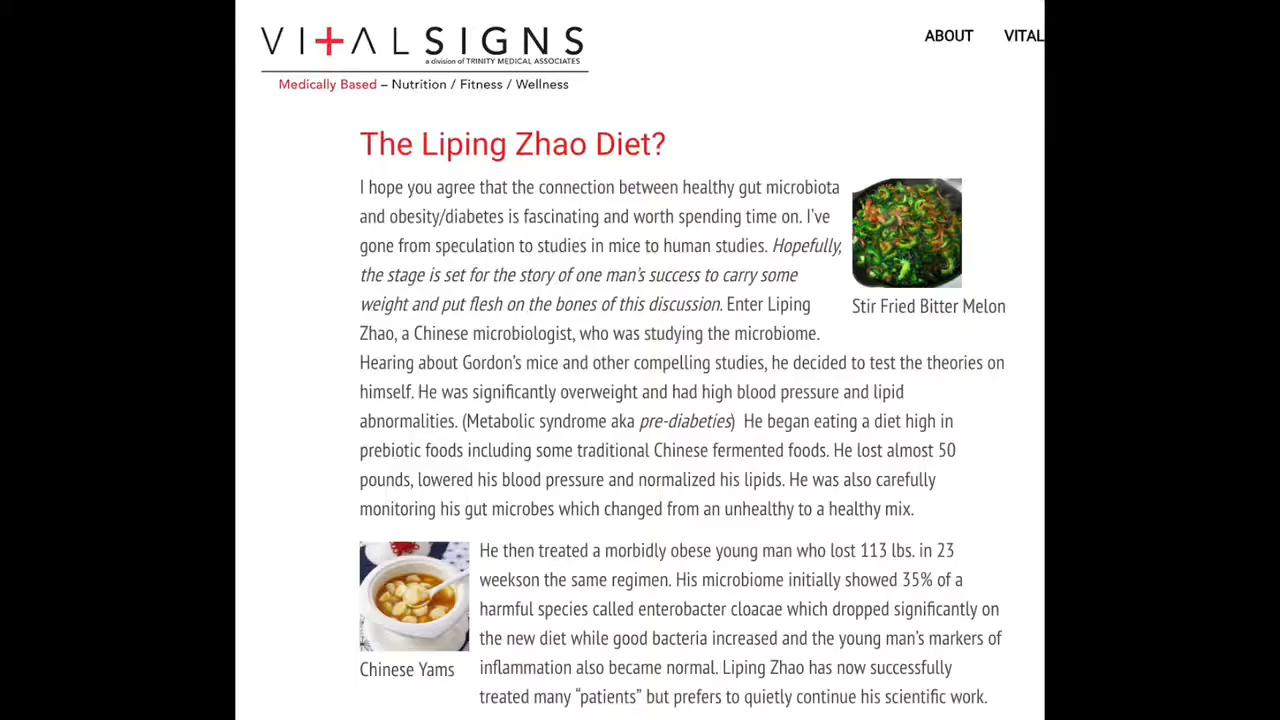 VITALSIGNS
a division of TRINITY MEDICAL ASSOCIATES
Medically Based – Nutrition / Fitness / Wellness
ABOUT
VITAL
The Liping Zhao Diet?
I hope you agree that the connection between healthy gut microbiota
and obesity/diabetes is fascinating and worth spending time on. I've
gone from speculation to studies in mice to human studies. Hopefully,
the stage is set for the story of one man's success to carry some
weight and put flesh on the bones of this discussion. Enter Liping
Zhao, a Chinese microbiologist, who was studying the microbiome.
Stir Fried Bitter Melon
Hearing about Gordon's mice and other compelling studies, he decided to test the theories on
himself. He was significantly overweight and had high blood pressure and lipid
abnormalities. (Metabolic syndrome aka pre-diabeties) He began eating a diet high in
prebiotic foods including some traditional Chinese fermented foods. He lost almost 50
pounds, lowered his blood pressure and normalized his lipids. He was also carefully
monitoring his gut microbes which changed from an unhealthy to a healthy mix.
He then treated a morbidly obese young man who lost 113 lbs. in 23
weekson the same regimen. His microbiome initially showed 35% of a
harmful species called enterobacter cloacae which dropped significantly on
the new diet while good bacteria increased and the young man's markers of
inflammation also became normal. Liping Zhao has now successfully
treated many “patients” but prefers to quietly continue his scientific work.
Chinese Yams